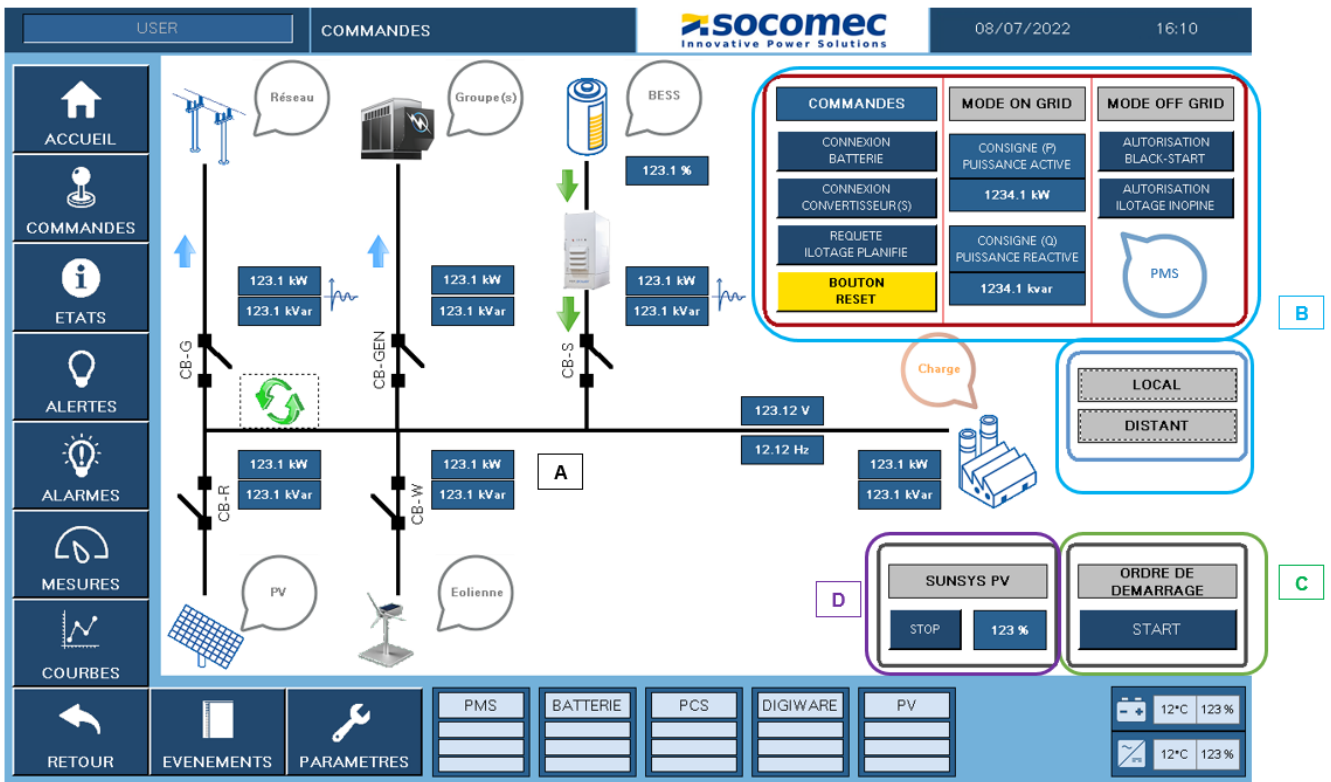 USER
COMMANDES
socomec
Innovative Power Solutions
08/07/2022
16:10
ACCUEIL
COMMANDES
ETATS
ALERTES
ALARMES
MESURES
COURBES
RETOUR
EVENEMENTS
PARAMETRES
Réseau
Groupe(s)
BESS
123.1 %
123.1 kW
123.1 kVar
123.1 kW
123.1 kVar
123.1 kW
123.1 kVar
CB-G
CB-GEN
CB-S
COMMANDES
CONNEXION
BATTERIE
CONNEXION
CONVERTISSEUR(S)
REQUETE
ILOTAGE PLANIFIE
BOUTON
RESET
MODE ON GRID
CONSIGNE (P)
PUISSANCE ACTIVE
1234.1 kW
CONSIGNE (Q)
PUISSANCE REACTIVE
1234.1 kvar
MODE OFF GRID
AUTORISATION
BLACK-START
AUTORISATION
ILOTAGE INOPINE
PMS
B
Charge
LOCAL
DISTANT
123.12 V
12.12 Hz
123.1 kW
123.1 kVar
123.1 kW
123.1 kVar
123.1 kW
123.1 kVar
A
CB-R
CB-W
PV
Eolienne
D
SUNSYS PV
STOP
123 %
ORDRE DE
DEMARRAGE
START
C
PMS
BATTERIE
PCS
DIGIWARE
PV
12°C
123 %
12°C
123 %